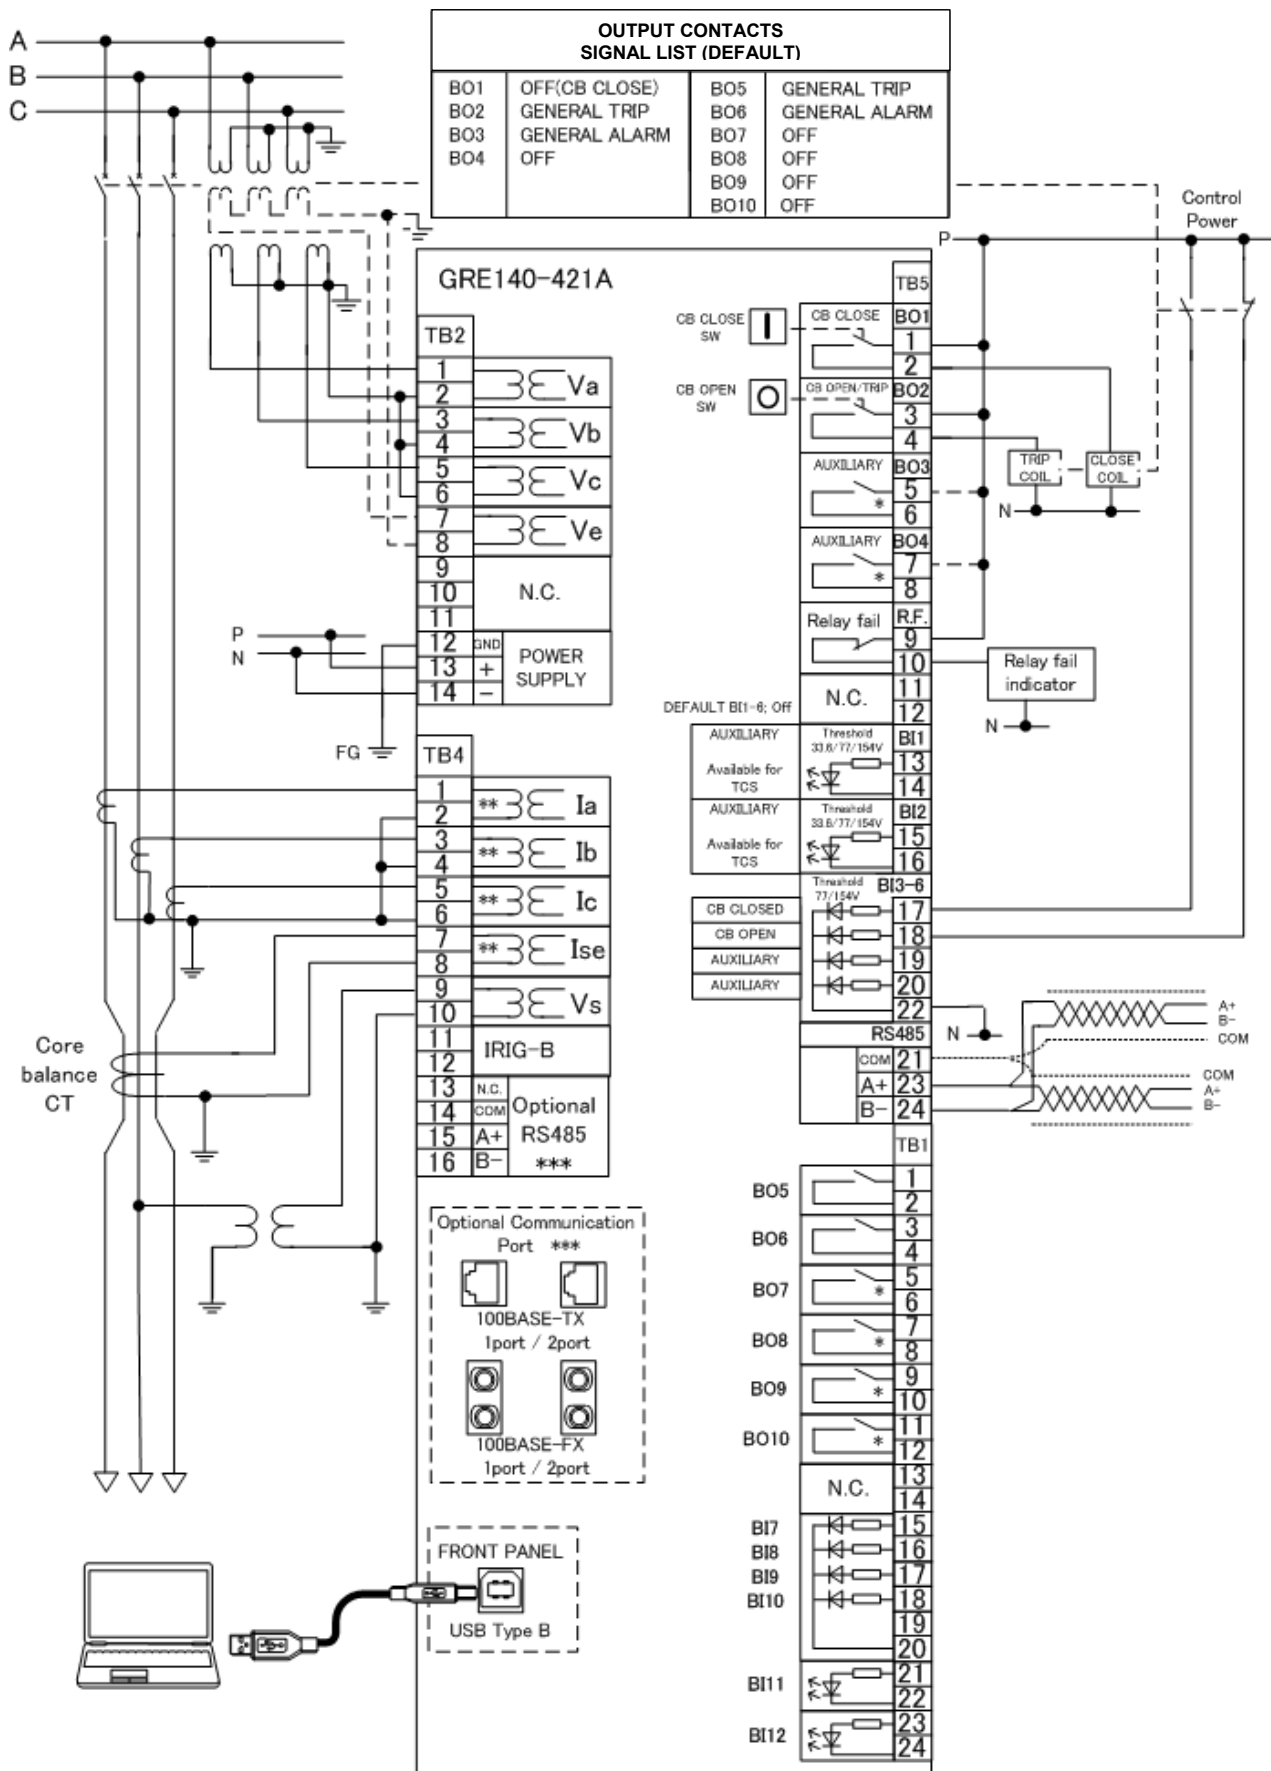 OUTPUT CONTACTS
SIGNAL LIST (DEFAULT)
BO1 OFF(CB CLOSE) BO5 GENERAL TRIP
BO2 GENERAL TRIP BO6 GENERAL ALARM
BO3 GENERAL ALARM BO7 OFF
BO4 OFF BO8 OFF
BO9 OFF
BO10 OFF
A
B
C
Control
Power
P
GRE140-421A
TB2
1
2
Va
3
4
Vb
5
6
Vc
7
8
Ve
9
10
11
N.C.
P
N
12 GND
13 +
14 -
POWER
SUPPLY
FG
TB4
1
2
** Ia
3
4
** Ib
5
6
** Ic
7
8
** Ise
9
10
Vs
11
12
IRIG-B
13 N.C.
14 COM
15 A+
16 B-
Optional
RS485
***
Core
balance
CT
Optional Communication
Port ***
100BASE-TX
1port / 2port
100BASE-FX
1port / 2port
FRONT PANEL
USB Type B
TB5
CB CLOSE
SW
CB CLOSE BO1
1
2
CB OPEN
SW
CB OPEN/TRIP BO2
3
4
TRIP
COIL
CLOSE
COIL
N
AUXILIARY BO3
5
* 6
AUXILIARY BO4
7
* 8
Relay fail R.F.
9
10
Relay fail
indicator
N
N.C.
11
12
DEFAULT BI1-6; Off
AUXILIARY
Available for
TCS
Threshold
33.6/77/154V
BI1
13
14
AUXILIARY
Available for
TCS
Threshold
33.6/77/154V
BI2
15
16
Threshold
77/154V
BI3-6
CB CLOSED 17
CB OPEN 18
AUXILIARY 19
AUXILIARY 20
22
N
RS485
COM 21
A+ 23
B- 24
A+
B-
COM
COM
A+
B-
TB1
BO5
1
2
BO6
3
4
BO7
5
* 6
BO8
7
* 8
BO9
9
* 10
BO10
11
* 12
N.C.
13
14
BI7 15
BI8 16
BI9 17
BI10 18
19
20
BI11
21
22
BI12
23
24